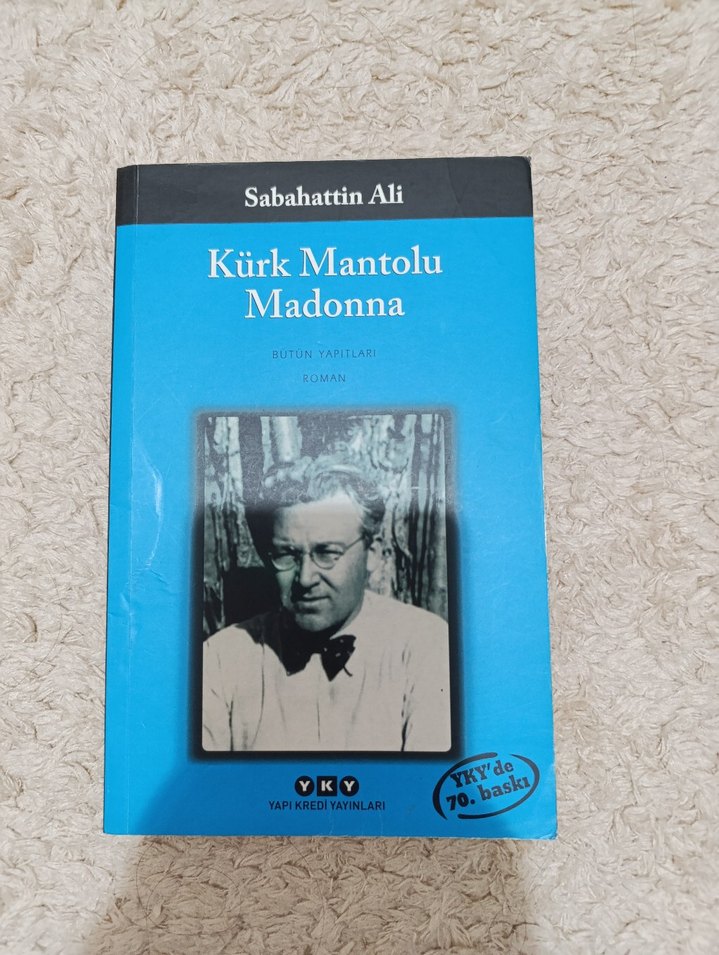 Sabahattin Ali
Kürk Mantolu
Madonna
BÜTÜN YAPITLARI
ROMAN
YKY
YAPI KREDİ YAYINLARI
YKY'de
70. baskı